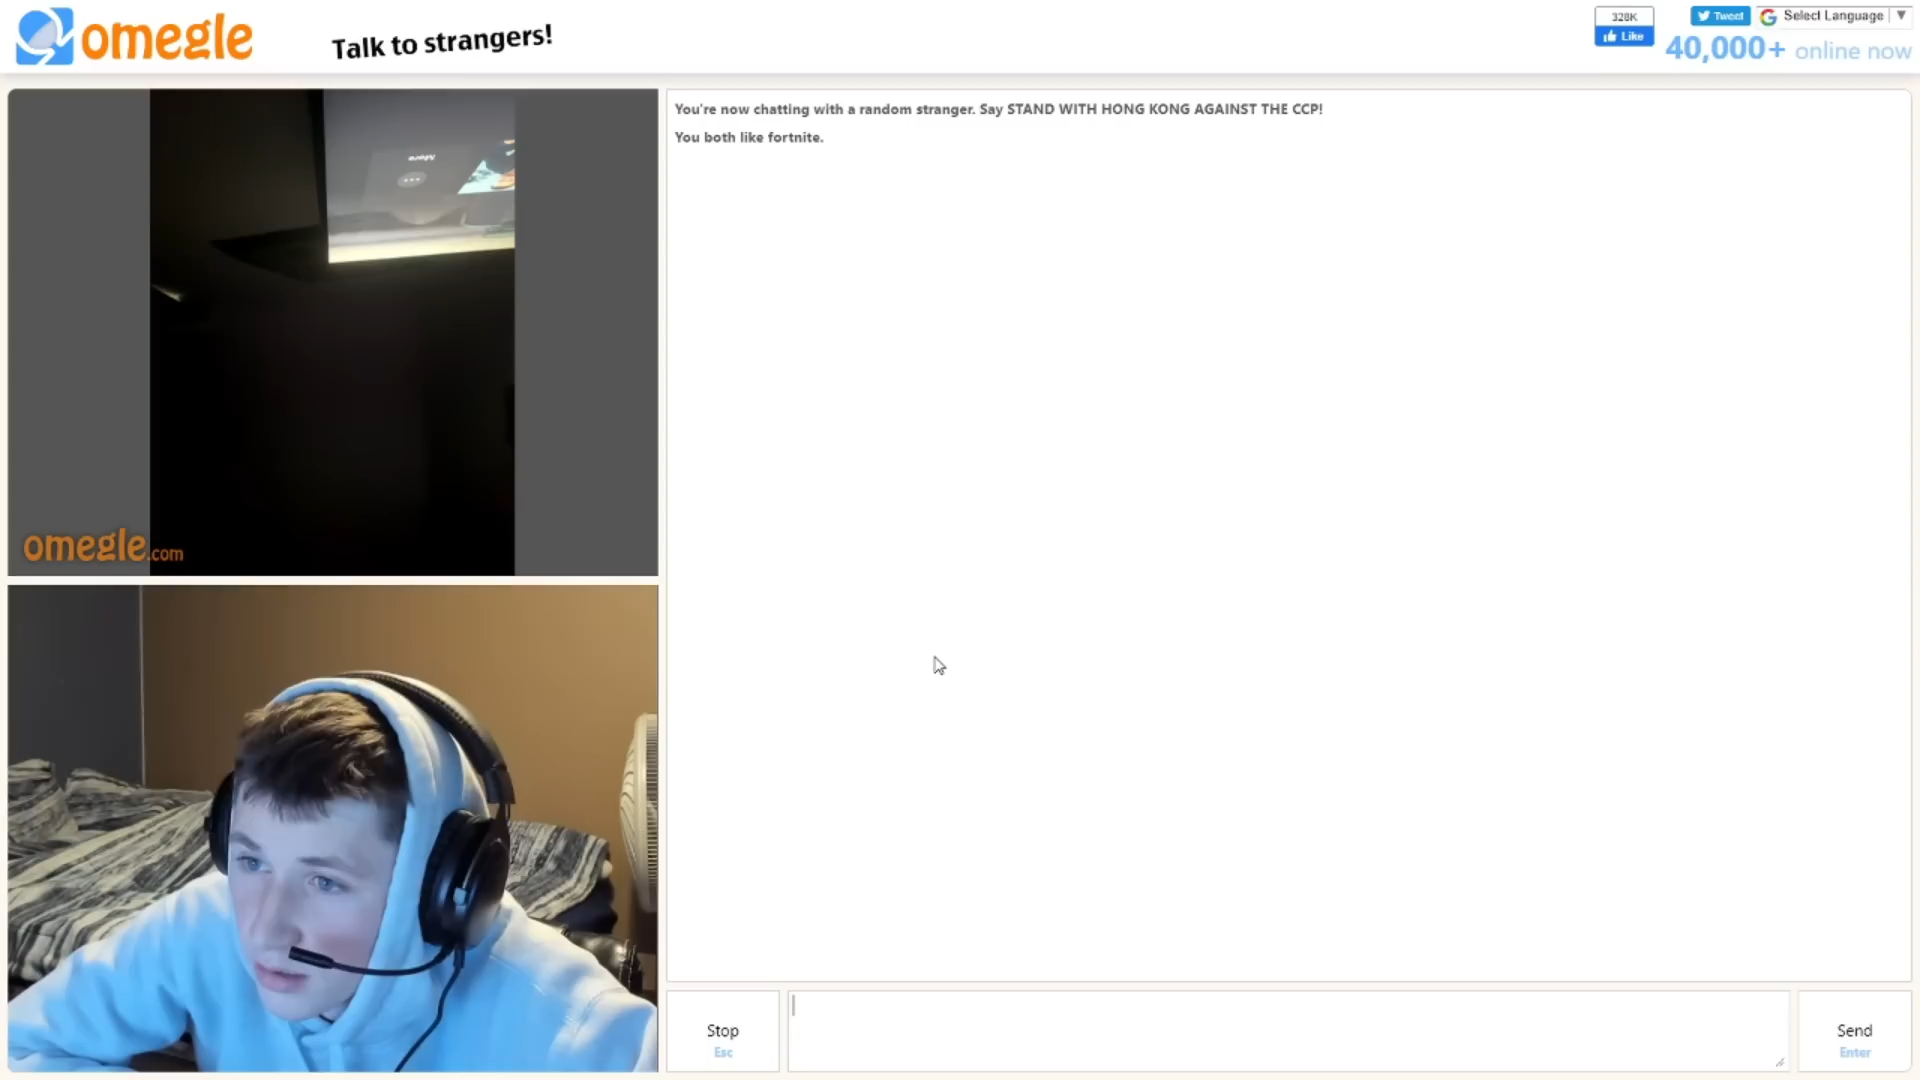 omegle
Talk to strangers!
328K
Like
Tweet
Select Language
40,000+ online now
You're now chatting with a random stranger. Say STAND WITH HONG KONG AGAINST THE CCP!
You both like fortnite.
omegle.com
Stop
Esc
Send
Enter